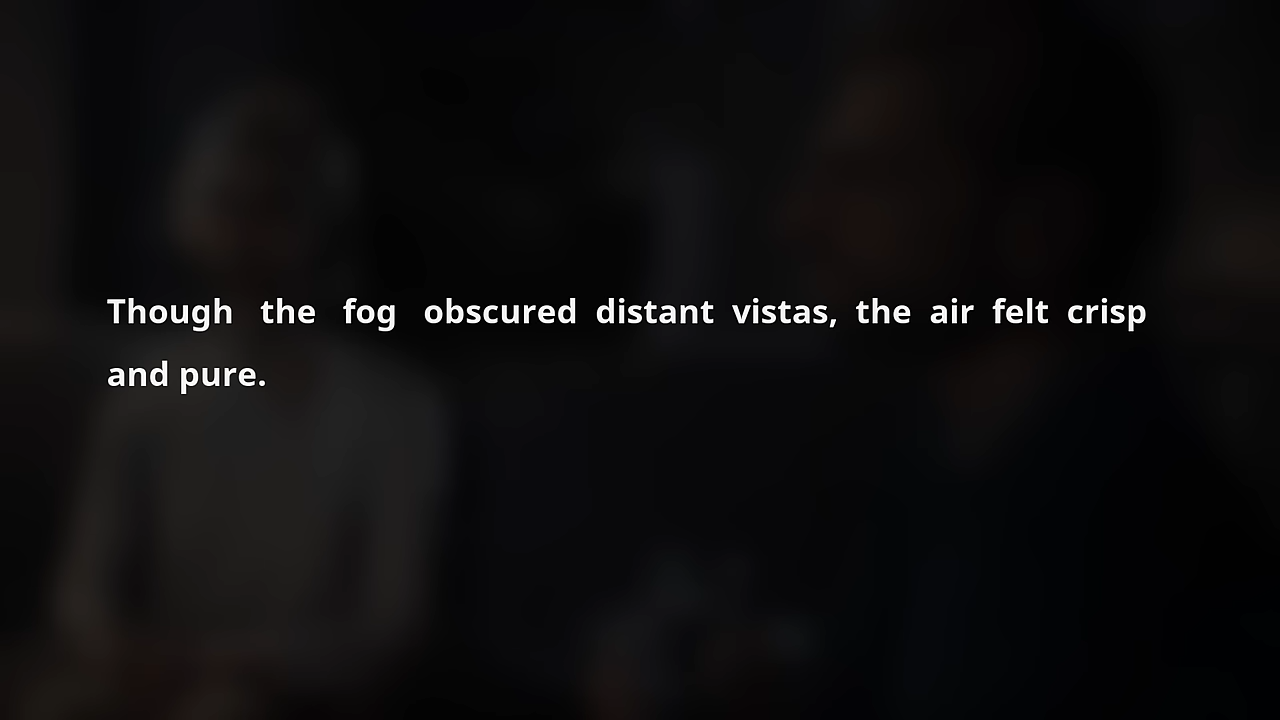 Though the fog obscured distant vistas, the air felt crisp
and pure.